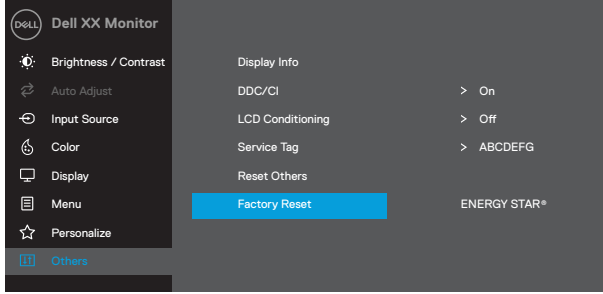 DELL Dell XX Monitor
Brightness / Contrast
Auto Adjust
Input Source
Color
Display
Menu
Personalize
Others
Display Info
DDC/CI > On
LCD Conditioning > Off
Service Tag > ABCDEFG
Reset Others
Factory Reset ENERGY STAR®